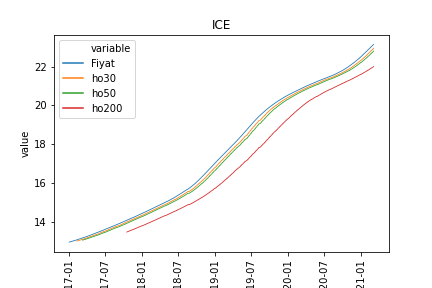 ICE
variable
Fiyat
ho30
ho50
ho200
value
22
20
18
16
14
17-01
17-07
18-01
18-07
19-01
19-07
20-01
20-07
21-01